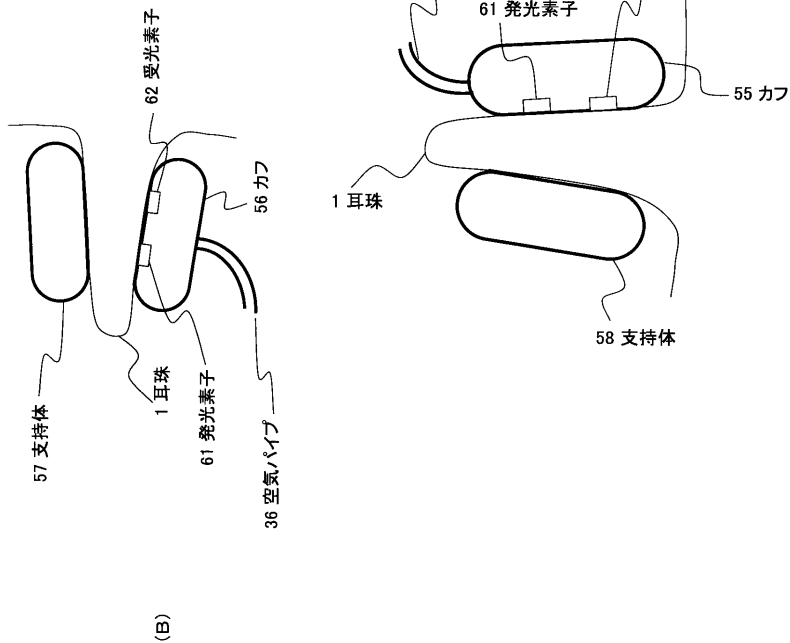 62 受光素子
56 カフ
57 支持体
1 耳珠
61 発光素子
36 空気パイプ
(B)
61 発光素子
55 カフ
1 耳珠
58 支持体